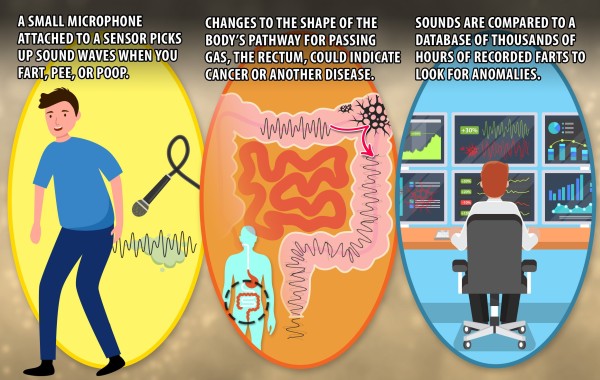 A SMALL MICROPHONE
ATTACHED TO A SENSOR PICKS
UP SOUND WAVES WHEN YOU
FART, PEE, OR POOP.
CHANGES TO THE SHAPE OF THE
BODY'S PATHWAY FOR PASSING
GAS, THE RECTUM, COULD INDICATE
CANCER OR ANOTHER DISEASE.
SOUNDS ARE COMPARED TO A
DATABASE OF THOUSANDS OF
HOURS OF RECORDED FARTS TO
LOOK FOR ANOMALIES.
+30%